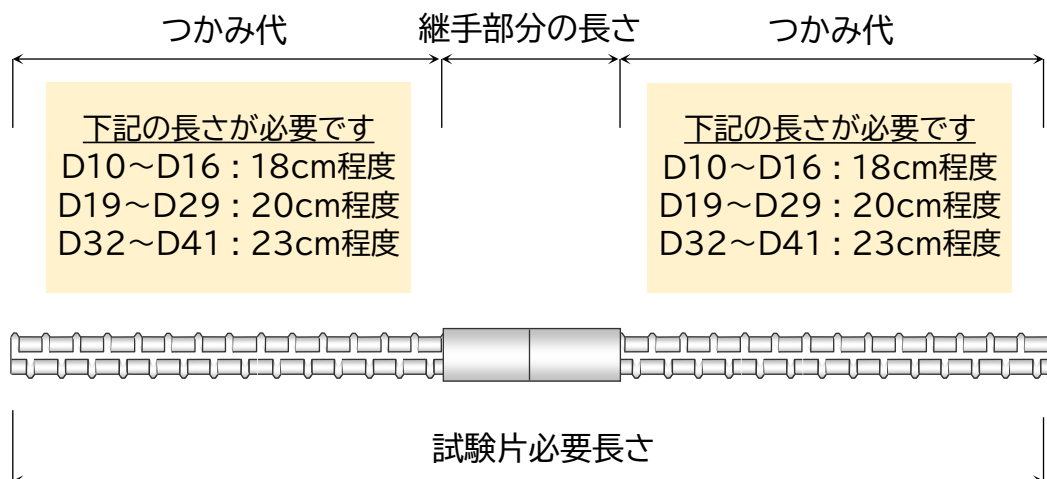 つかみ代
継手部分の長さ
つかみ代
下記の長さが必要です
D10～D16：18cm程度
D19～D29：20cm程度
D32～D41：23cm程度
下記の長さが必要です
D10～D16：18cm程度
D19～D29：20cm程度
D32～D41：23cm程度
試験片必要長さ